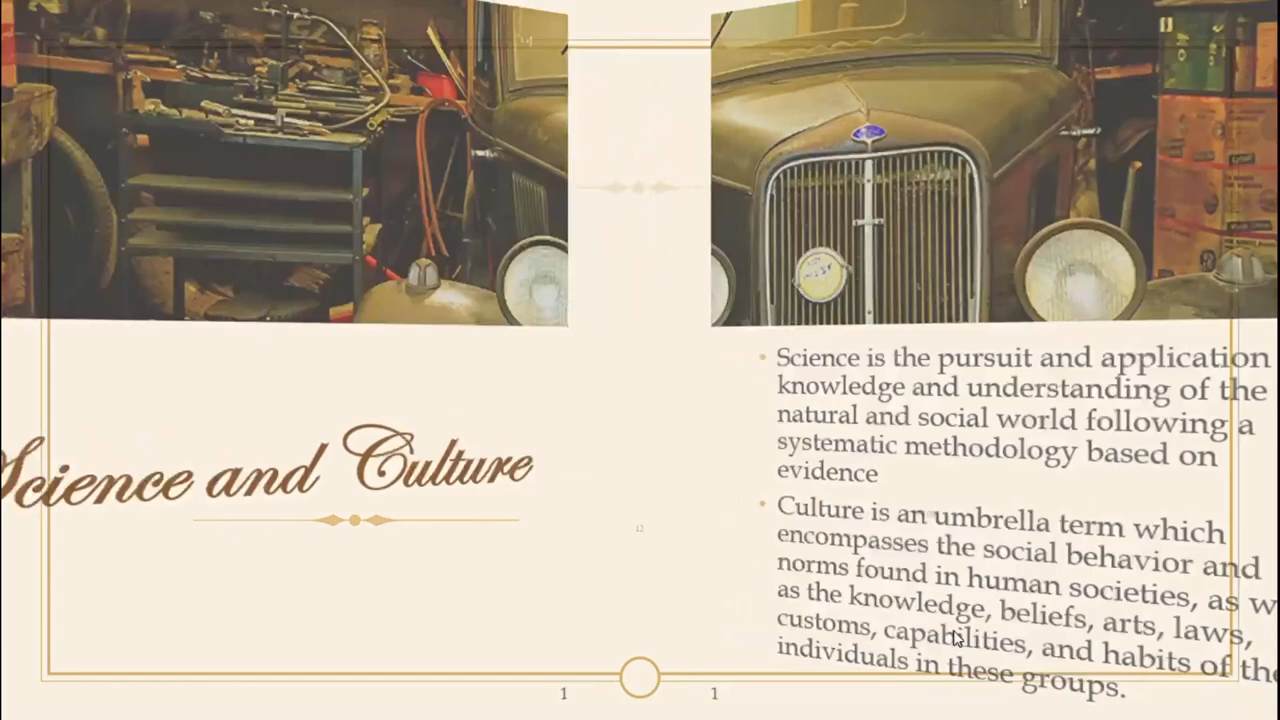 Science and Culture
Science is the pursuit and application
knowledge and understanding of the
natural and social world following a
systematic methodology based on
evidence
Culture is an umbrella term which
encompasses the social behavior and
norms found in human societies, as w
as the knowledge, beliefs, arts, laws,
customs, capabilities, and habits of the
individuals in these groups.
12
1
1